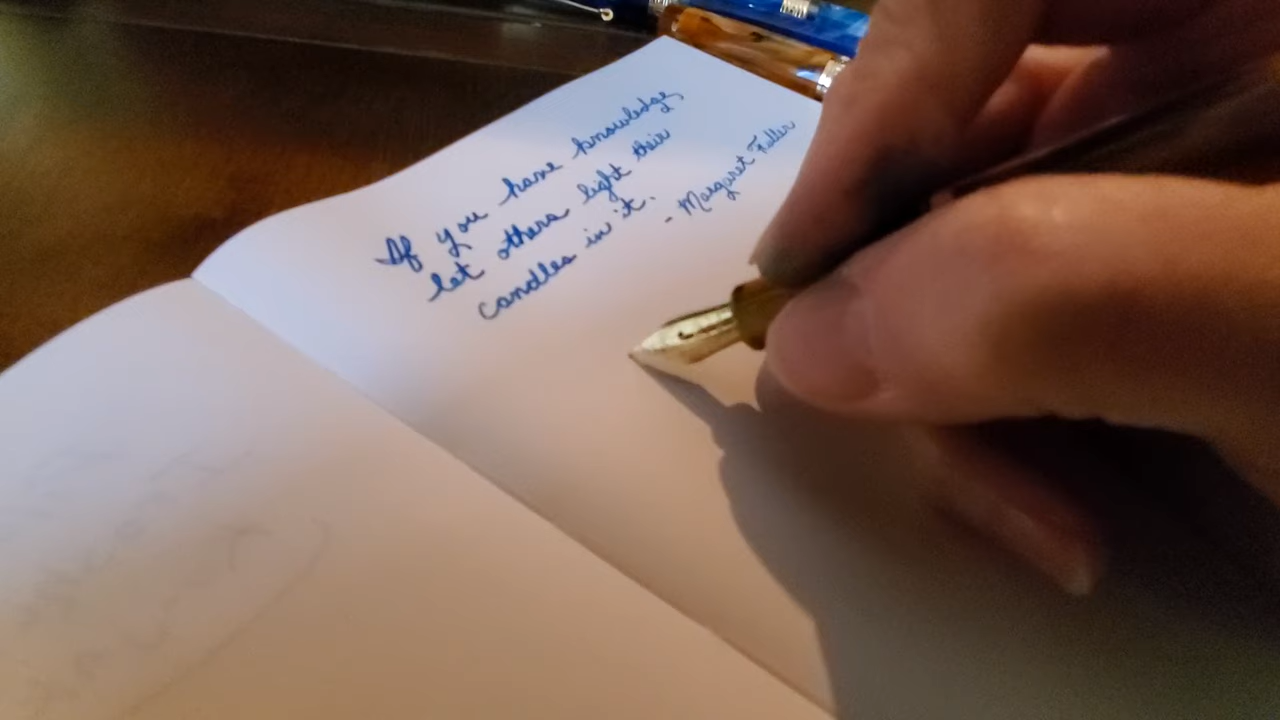 If you have knowledge,
let others light their
candles in it.
- Margaret Fuller